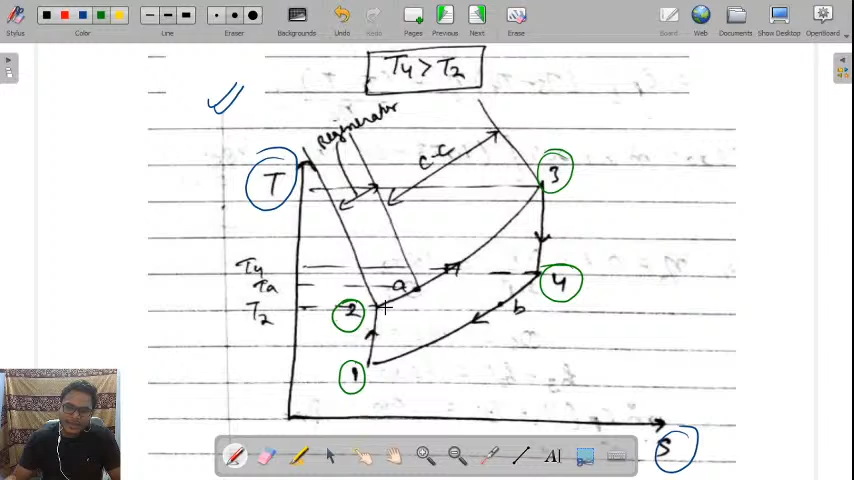 Color
Line
Eraser
Backgrounds
Undo
Redo
Pages
Previous
Next
Erase
Board
Web
Documents
Show Desktop
OpenBoard
T4 > T2
Regenerator
C.C
T
3
T4
Ta
a
4
T2
2
b
1
S